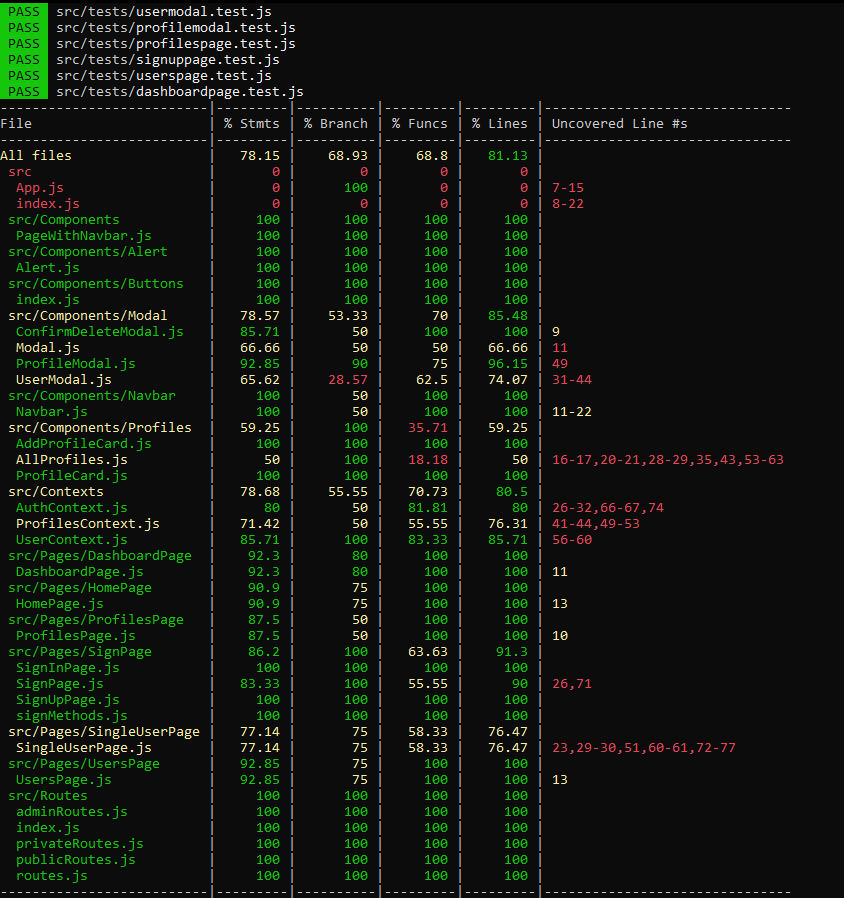 PASS src/tests/usermodal.test.js
PASS src/tests/profilemodal.test.js
PASS src/tests/profilespage.test.js
PASS src/tests/signuppage.test.js
PASS src/tests/userspage.test.js
PASS src/tests/dashboardpage.test.js
--------------------------|---------|----------|---------|---------|-------------------------------
File                      | % Stmts | % Branch | % Funcs | % Lines | Uncovered Line #s
--------------------------|---------|----------|---------|---------|-------------------------------
All files                 |   78.15 |    68.93 |    68.8 |   81.13 |
 src                      |       0 |        0 |       0 |       0 |
  App.js                  |       0 |      100 |       0 |       0 | 7-15
  index.js                |       0 |        0 |       0 |       0 | 8-22
 src/Components           |     100 |      100 |     100 |     100 |
  PageWithNavbar.js       |     100 |      100 |     100 |     100 |
 src/Components/Alert     |     100 |      100 |     100 |     100 |
  Alert.js                |     100 |      100 |     100 |     100 |
 src/Components/Buttons   |     100 |      100 |     100 |     100 |
  index.js                |     100 |      100 |     100 |     100 |
 src/Components/Modal     |   78.57 |    53.33 |      70 |   85.48 |
  ConfirmDeleteModal.js   |   85.71 |       50 |     100 |     100 | 9
  Modal.js                |   66.66 |       50 |      50 |   66.66 | 11
  ProfileModal.js         |   92.85 |       90 |      75 |   96.15 | 49
  UserModal.js            |   65.62 |    28.57 |    62.5 |   74.07 | 31-44
 src/Components/Navbar    |     100 |       50 |     100 |     100 |
  Navbar.js               |     100 |       50 |     100 |     100 | 11-22
 src/Components/Profiles  |   59.25 |      100 |   35.71 |   59.25 |
  AddProfileCard.js       |     100 |      100 |     100 |     100 |
  AllProfiles.js          |      50 |      100 |   18.18 |      50 | 16-17,20-21,28-29,35,43,53-63
  ProfileCard.js          |     100 |      100 |     100 |     100 |
 src/Contexts             |   78.68 |    55.55 |   70.73 |    80.5 |
  AuthContext.js          |      80 |       50 |   81.81 |      80 | 26-32,66-67,74
  ProfilesContext.js      |   71.42 |       50 |   55.55 |   76.31 | 41-44,49-53
  UserContext.js          |   85.71 |      100 |   83.33 |   85.71 | 56-60
 src/Pages/DashboardPage  |    92.3 |       80 |     100 |     100 |
  DashboardPage.js        |    92.3 |       80 |     100 |     100 | 11
 src/Pages/HomePage       |    90.9 |       75 |     100 |     100 |
  HomePage.js             |    90.9 |       75 |     100 |     100 | 13
 src/Pages/ProfilesPage   |    87.5 |       50 |     100 |     100 |
  ProfilesPage.js         |    87.5 |       50 |     100 |     100 | 10
 src/Pages/SignPage       |    86.2 |      100 |   63.63 |    91.3 |
  SignInPage.js           |     100 |      100 |     100 |     100 |
  SignPage.js             |   83.33 |      100 |   55.55 |      90 | 26,71
  SignUpPage.js           |     100 |      100 |     100 |     100 |
  signMethods.js          |     100 |      100 |     100 |     100 |
 src/Pages/SingleUserPage |   77.14 |       75 |   58.33 |   76.47 |
  SingleUserPage.js       |   77.14 |       75 |   58.33 |   76.47 | 23,29-30,51,60-61,72-77
 src/Pages/UsersPage      |   92.85 |       75 |     100 |     100 |
  UsersPage.js            |   92.85 |       75 |     100 |     100 | 13
 src/Routes               |     100 |      100 |     100 |     100 |
  adminRoutes.js          |     100 |      100 |     100 |     100 |
  index.js                |     100 |      100 |     100 |     100 |
  privateRoutes.js        |     100 |      100 |     100 |     100 |
  publicRoutes.js         |     100 |      100 |     100 |     100 |
  routes.js               |     100 |      100 |     100 |     100 |
--------------------------|---------|----------|---------|---------|-------------------------------